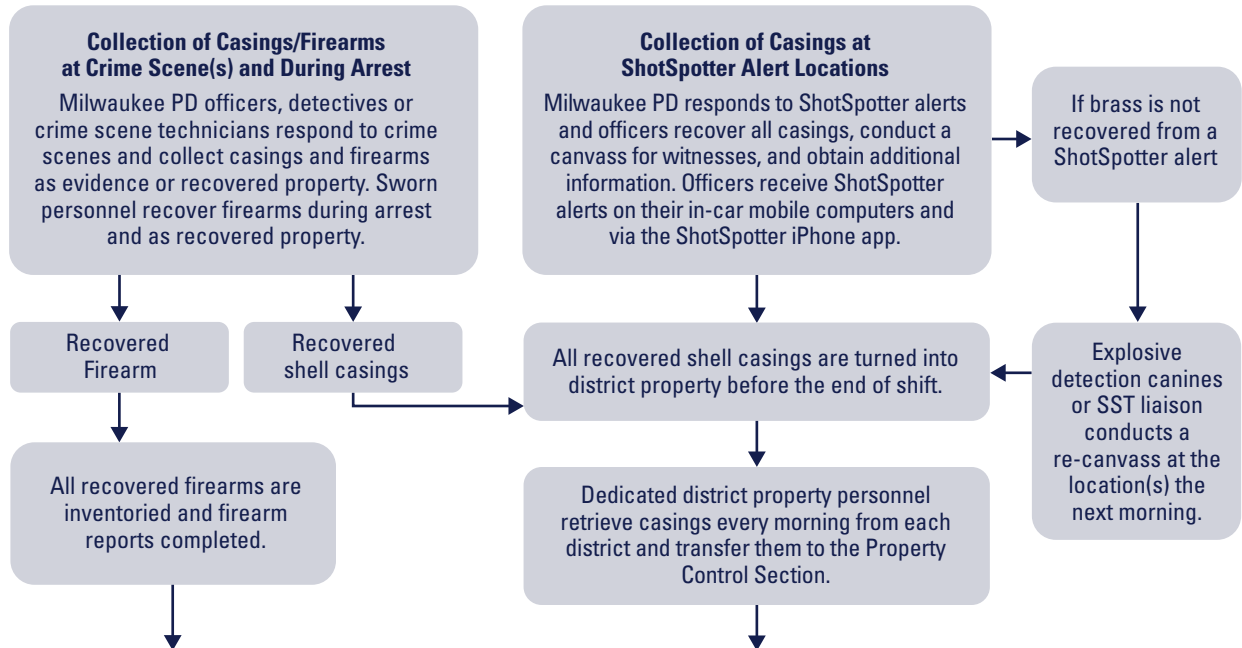 Collection of Casings/Firearms
at Crime Scene(s) and During Arrest
Milwaukee PD officers, detectives or
crime scene technicians respond to crime
scenes and collect casings and firearms
as evidence or recovered property. Sworn
personnel recover firearms during arrest
and as recovered property.
Collection of Casings at
ShotSpotter Alert Locations
Milwaukee PD responds to ShotSpotter alerts
and officers recover all casings, conduct a
canvass for witnesses, and obtain additional
information. Officers receive ShotSpotter
alerts on their in-car mobile computers and
via the ShotSpotter iPhone app.
If brass is not
recovered from a
ShotSpotter alert
Recovered
Firearm
Recovered
shell casings
All recovered shell casings are turned into
district property before the end of shift.
Explosive
detection canines
or SST liaison
conducts a
re-canvass at the
location(s) the
next morning.
All recovered firearms are
inventoried and firearm
reports completed.
Dedicated district property personnel
retrieve casings every morning from each
district and transfer them to the Property
Control Section.